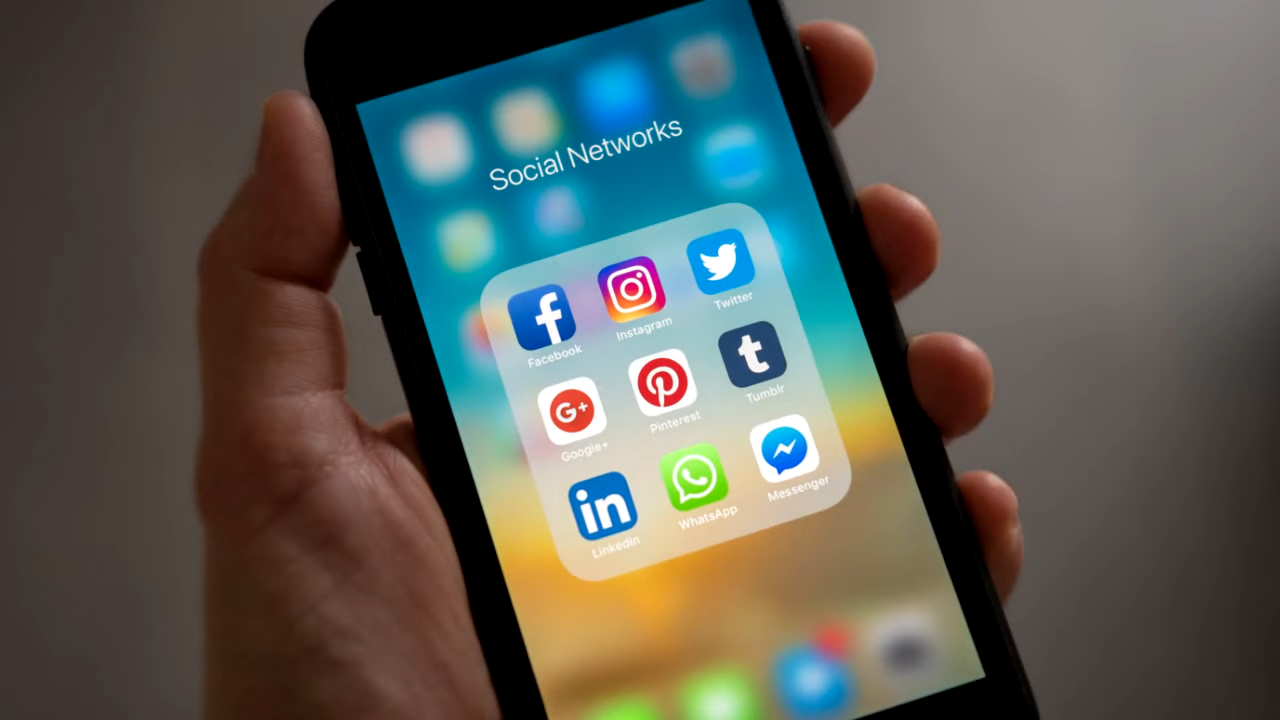 Social Networks
Facebook Instagram Twitter
Google+ Pinterest Tumblr
LinkedIn WhatsApp Messenger